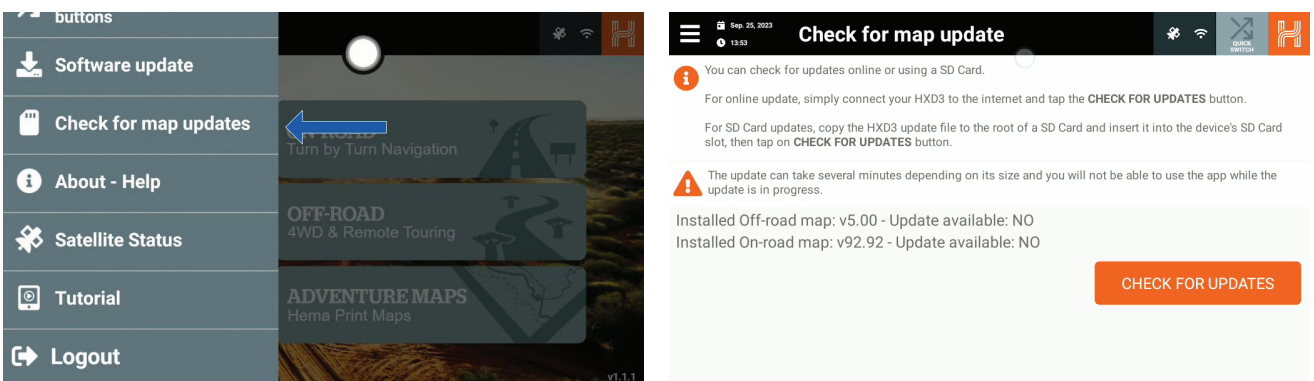 buttons
Software update
Check for map updates
About - Help
Satellite Status
Tutorial
Logout
ON-ROAD
Turn by Turn Navigation
OFF-ROAD
4WD & Remote Touring
ADVENTURE MAPS
Hema Print Maps
v1.1.1
Sep. 25, 2023
13:53
Check for map update
QUICK
SWITCH
You can check for updates online or using a SD Card.
For online update, simply connect your HXD3 to the internet and tap the CHECK FOR UPDATES button.
For SD Card updates, copy the HXD3 update file to the root of a SD Card and insert it into the device's SD Card
slot, then tap on CHECK FOR UPDATES button.
The update can take several minutes depending on its size and you will not be able to use the app while the
update is in progress.
Installed Off-road map: v5.00 - Update available: NO
Installed On-road map: v92.92 - Update available: NO
CHECK FOR UPDATES